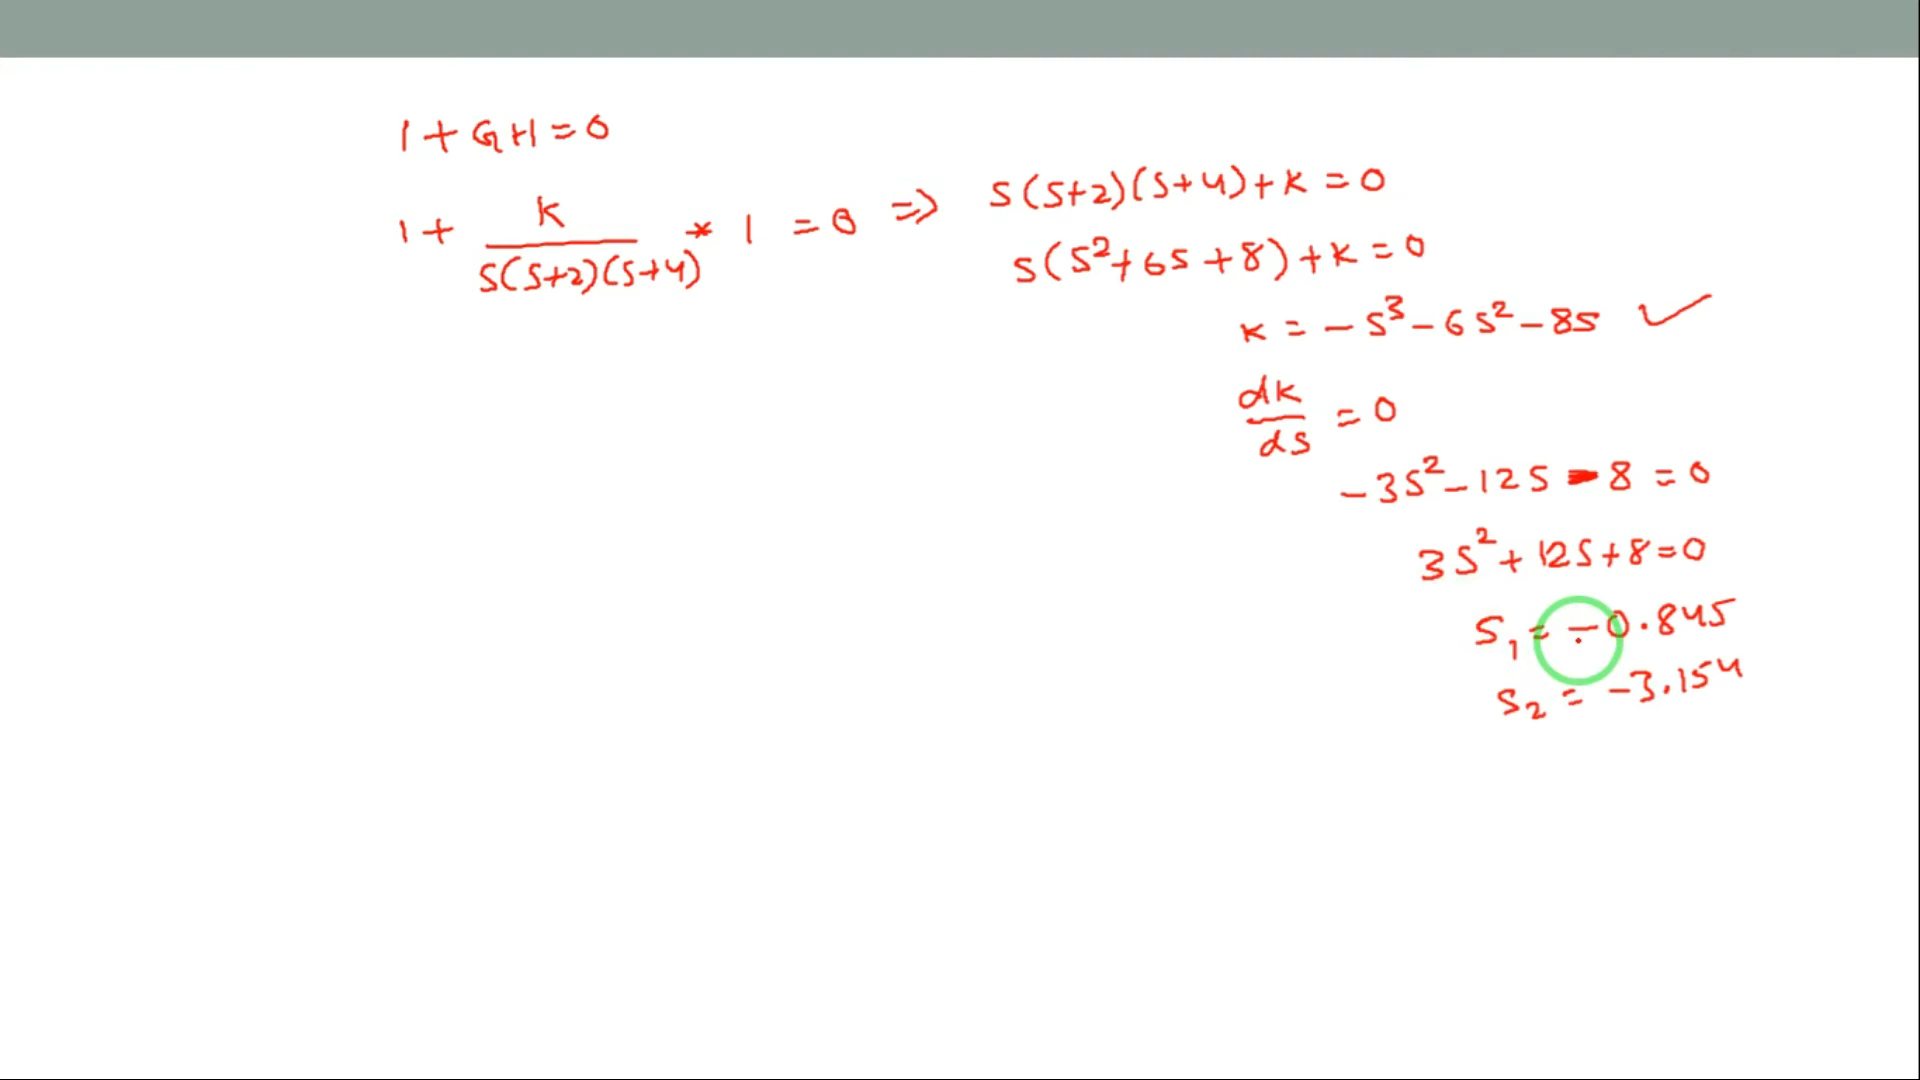 1 + GH = 0
1 + K / S(S+2)(S+4) * 1 = 0 ⇒ S(S+2)(S+4) + K = 0
S(S² + 6S + 8) + K = 0
K = -S³ - 6S² - 8S ✓
dK/dS = 0
-3S² - 12S - 8 = 0
3S² + 12S + 8 = 0
S₁ = -0.845
S₂ = -3.154